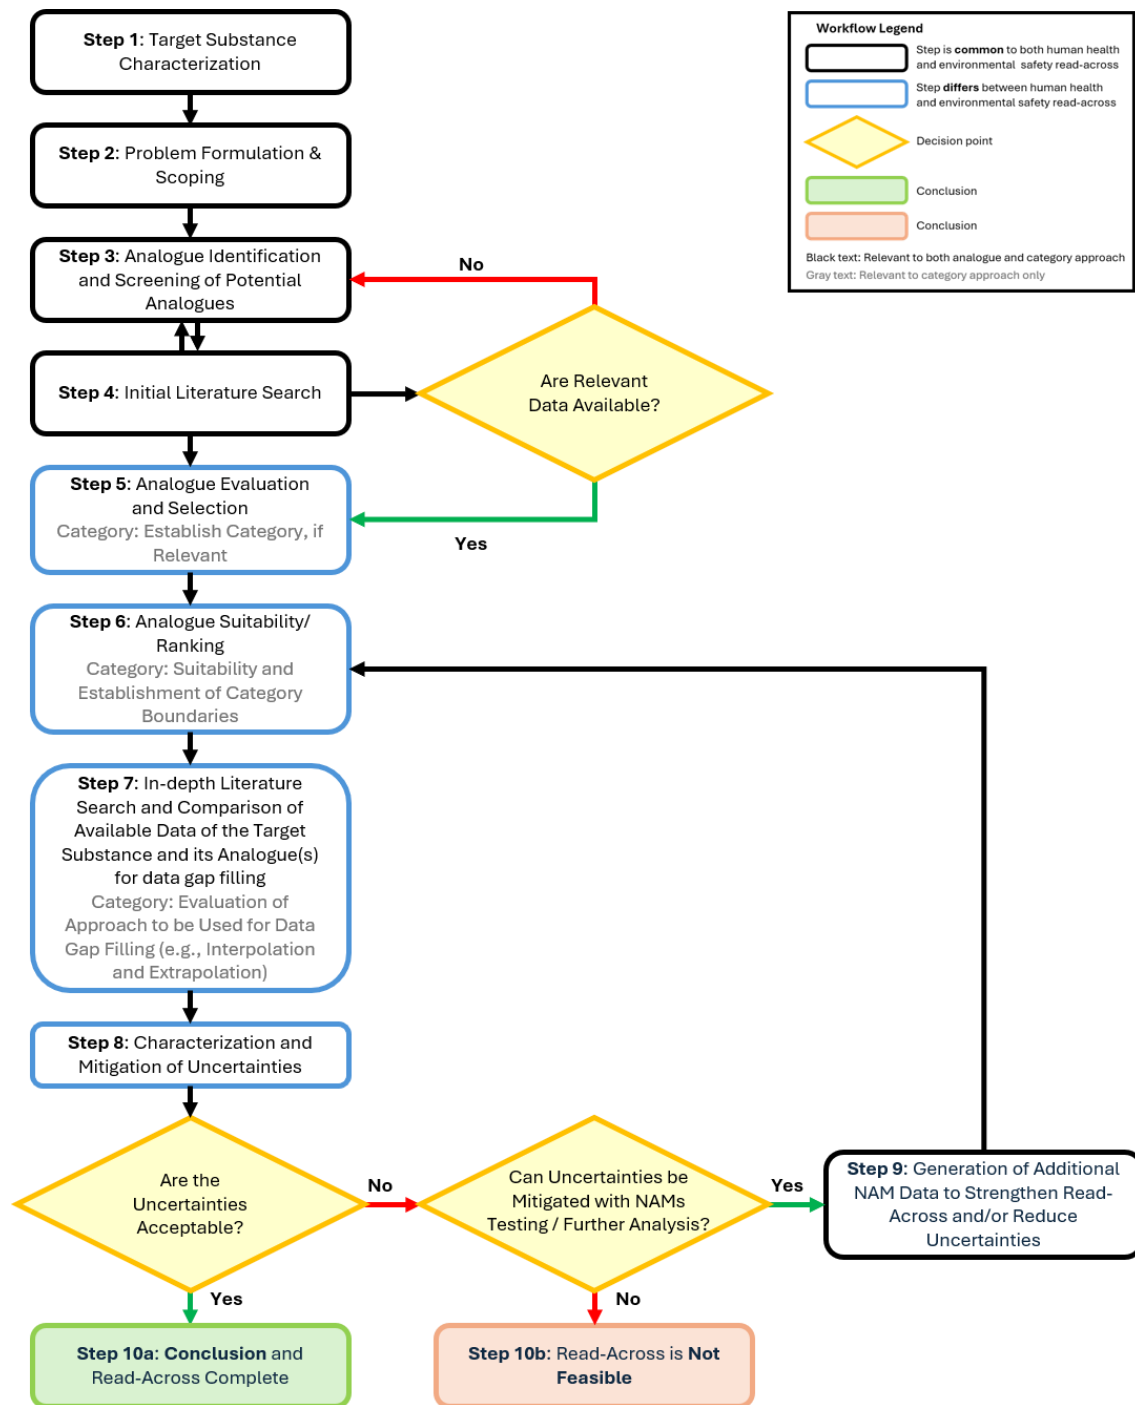 Step 1: Target Substance
Characterization
Step 2: Problem Formulation &
Scoping
Step 3: Analogue Identification
and Screening of Potential
Analogues
No
Step 4: Initial Literature Search
Are Relevant
Data Available?
Step 5: Analogue Evaluation
and Selection
Category: Establish Category, if
Relevant
Yes
Step 6: Analogue Suitability/
Ranking
Category: Suitability and
Establishment of Category
Boundaries
Step 7: In-depth Literature
Search and Comparison of
Available Data of the Target
Substance and its Analogue(s)
for data gap filling
Category: Evaluation of
Approach to be Used for Data
Gap Filling (e.g., Interpolation
and Extrapolation)
Step 8: Characterization and
Mitigation of Uncertainties
Are the
Uncertainties
Acceptable?
No
Can Uncertainties be
Mitigated with NAMs
Testing / Further Analysis?
Yes
Step 9: Generation of Additional
NAM Data to Strengthen Read-
Across and/or Reduce
Uncertainties
Yes
No
Step 10a: Conclusion and
Read-Across Complete
Step 10b: Read-Across is Not
Feasible
Workflow Legend
Step is common to both human health
and environmental safety read-across
Step differs between human health
and environmental safety read-across
Decision point
Conclusion
Conclusion
Black text: Relevant to both analogue and category approach
Gray text: Relevant to category approach only